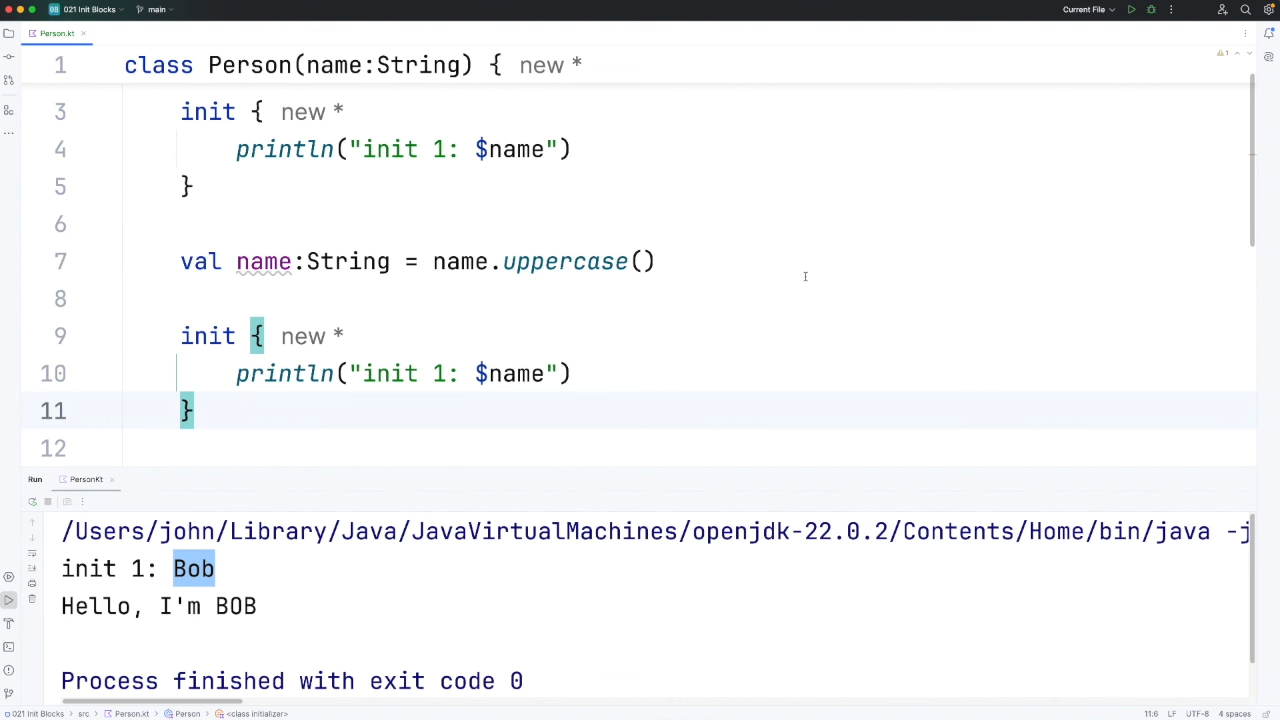 021 Init Blocks
main
Current File
Person.kt
1 class Person(name:String) { new *
1
3 init { new *
4 println("init 1: $name")
5 }
6
7 val name:String = name.uppercase()
8
9 init { new *
10 println("init 1: $name")
11 }
12
Run
PersonKt
/Users/john/Library/Java/JavaVirtualMachines/openjdk-22.0.2/Contents/Home/bin/java -j
init 1: Bob
Hello, I'm BOB
Process finished with exit code 0
021 Init Blocks > src > Person.kt > Person > <class initializer>
11:6 LF UTF-8 4 spaces